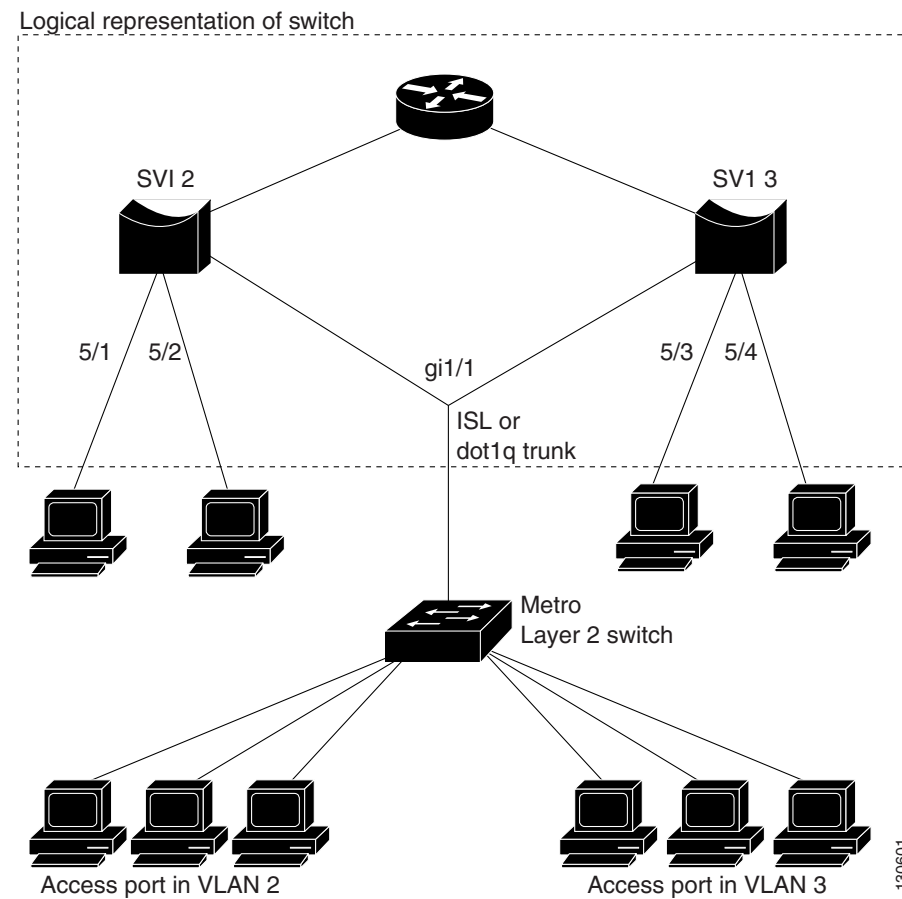 Logical representation of switch
SVI 2
SV1 3
5/1
5/2
5/3
5/4
gi1/1
ISL or
dot1q trunk
Metro
Layer 2 switch
Access port in VLAN 2
Access port in VLAN 3
130601